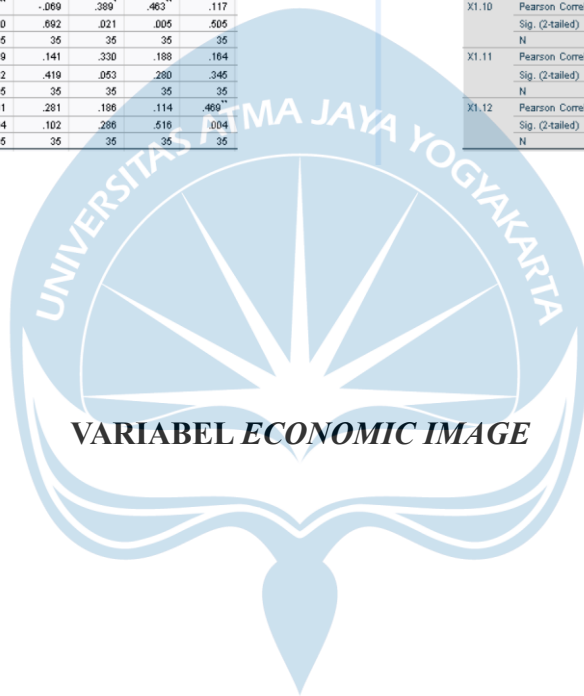 -.069 .389* .463** .117
.692 .021 .005 .505
35 35 35 35
.141 .330 .188 .164
.419 .053 .280 .345
35 35 35 35
.281 .186 .114 .469**
.102 .286 .516 .004
35 35 35 35
X1.10 Pearson Correl
Sig. (2-tailed)
N
X1.11 Pearson Correl
Sig. (2-tailed)
N
X1.12 Pearson Correl
Sig. (2-tailed)
N
UNIVERSITAS ATMA JAYA YOGYAKARTA
VARIABEL ECONOMIC IMAGE